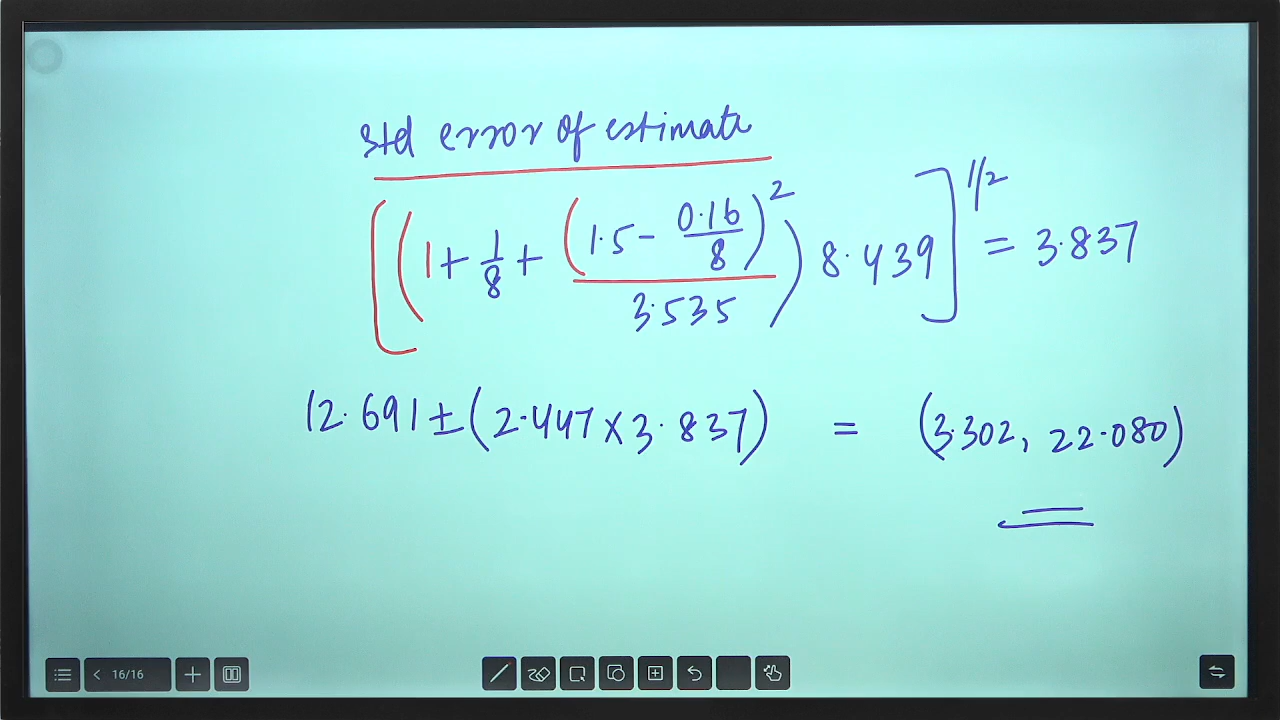 std error of estimate
[(1 + 1/8 + (1.5 - 0.16/8)^2 / 3.535) 8.439]^1/2 = 3.837
12.691 ± (2.447 × 3.837) = (3.302, 22.080)
16/16